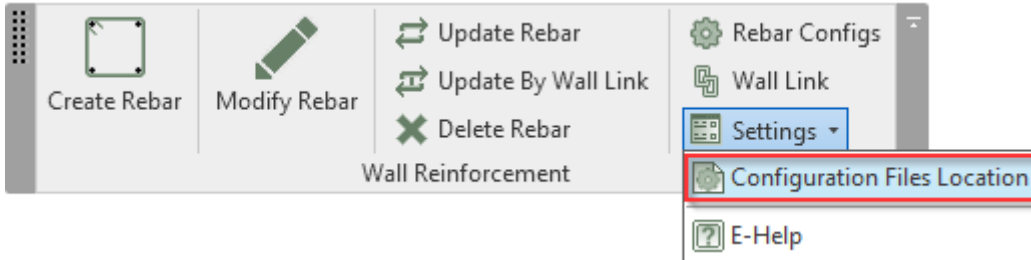 Create Rebar
Modify Rebar
Update Rebar
Update By Wall Link
Delete Rebar
Rebar Configs
Wall Link
Settings
Wall Reinforcement
Configuration Files Location
E-Help